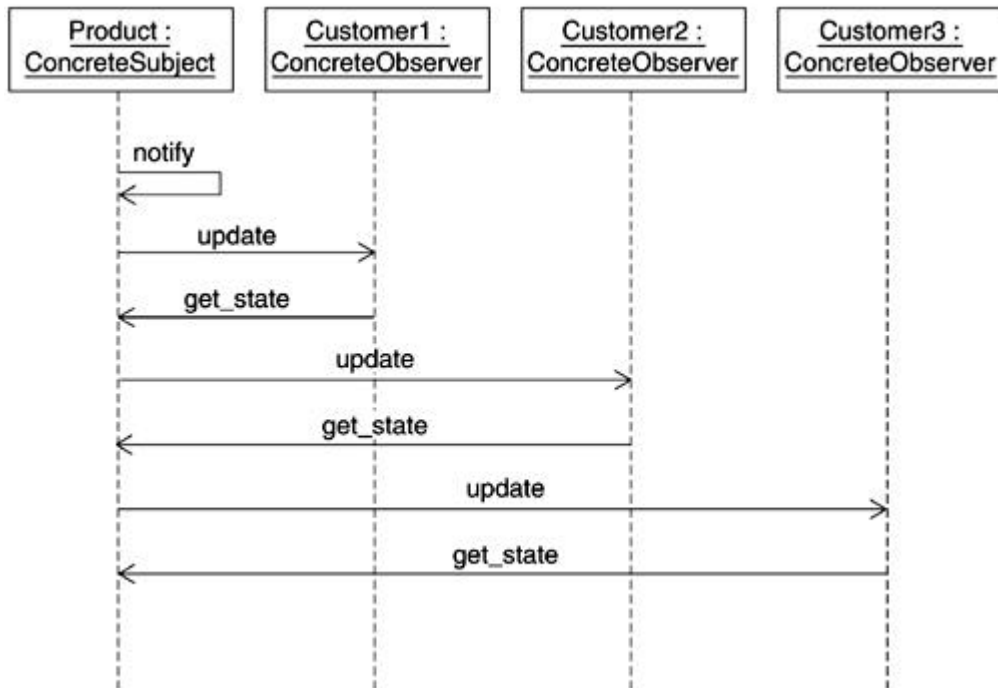 Product :
ConcreteSubject
Customer1 :
ConcreteObserver
Customer2 :
ConcreteObserver
Customer3 :
ConcreteObserver
notify
update
get_state
update
get_state
update
get_state